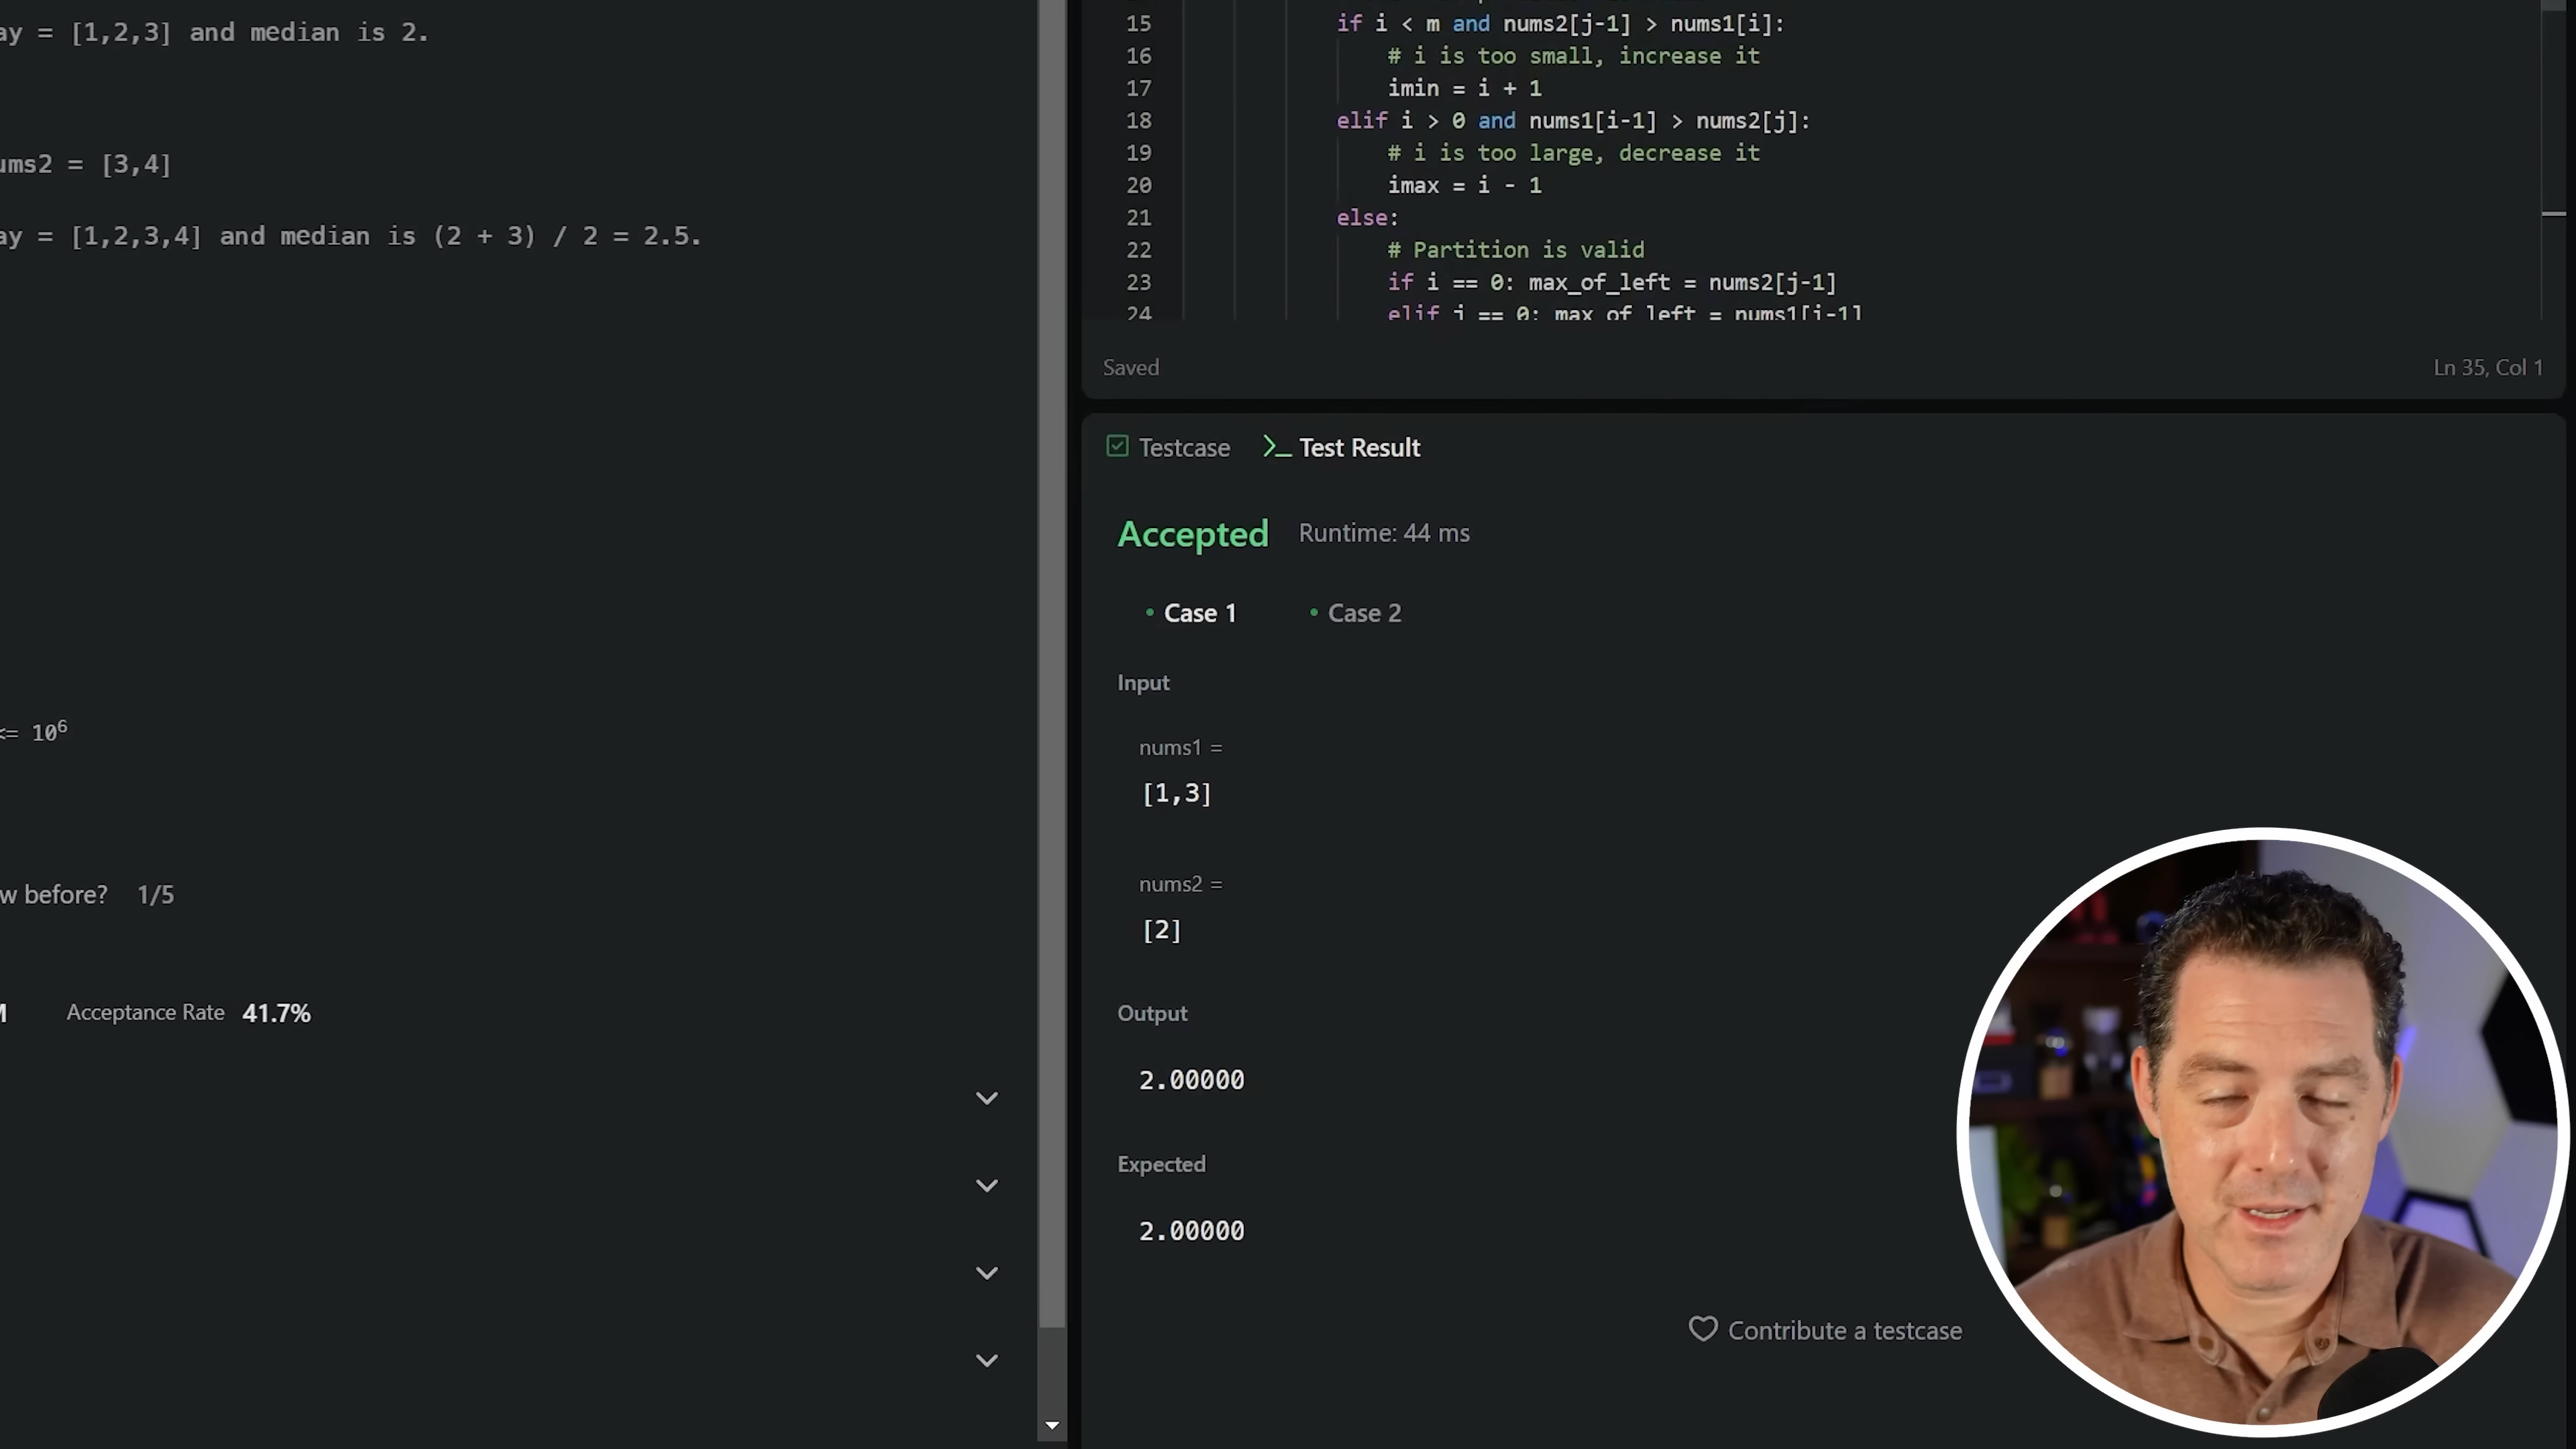 ay = [1,2,3] and median is 2.
ums2 = [3,4]
ay = [1,2,3,4] and median is (2 + 3) / 2 = 2.5.
<= 10⁶
w before? 1/5
M Acceptance Rate 41.7%
15 if i < m and nums2[j-1] > nums1[i]:
16 # i is too small, increase it
17 imin = i + 1
18 elif i > 0 and nums1[i-1] > nums2[j]:
19 # i is too large, decrease it
20 imax = i - 1
21 else:
22 # Partition is valid
23 if i == 0: max_of_left = nums2[j-1]
24 elif j == 0: max_of_left = nums1[i-1]
Saved Ln 35, Col 1
Testcase >_ Test Result
Accepted Runtime: 44 ms
• Case 1 • Case 2
Input
nums1 =
[1,3]
nums2 =
[2]
Output
2.00000
Expected
2.00000
Contribute a testcase